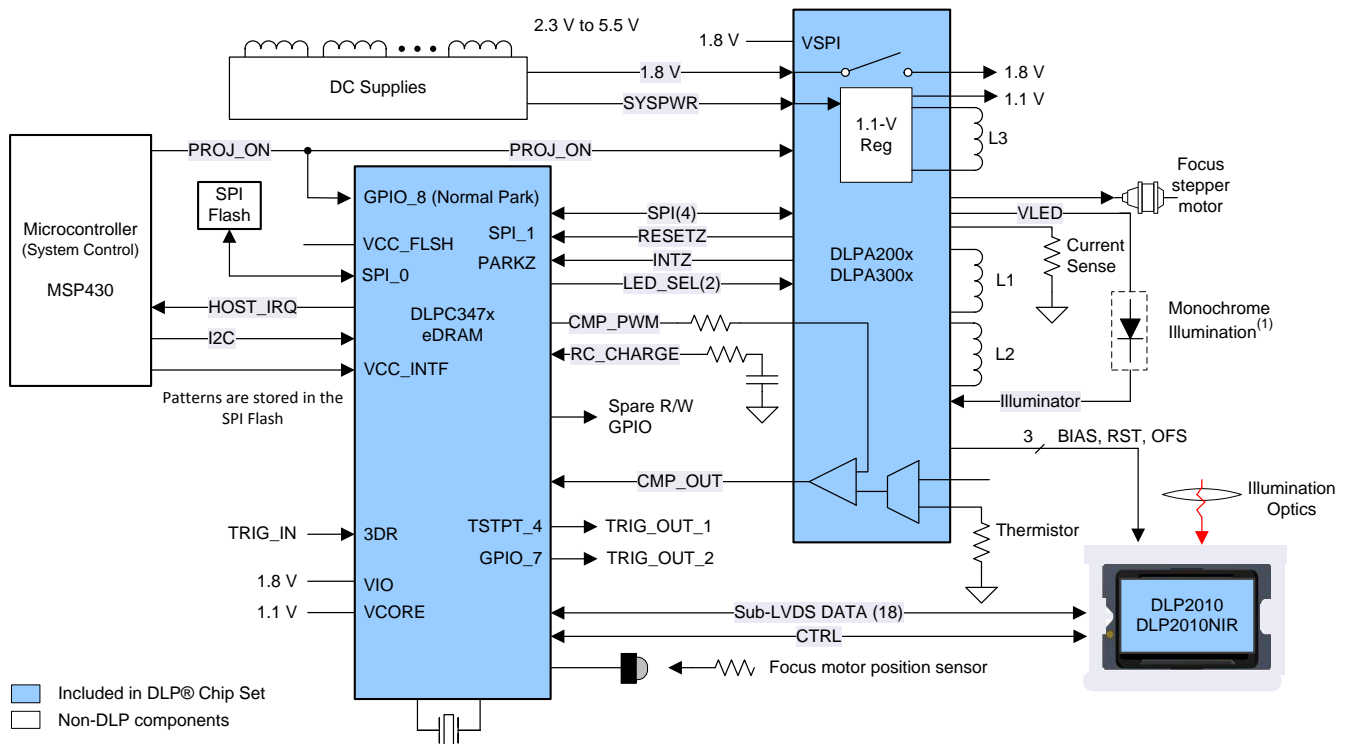 2.3 V to 5.5 V
1.8 V
VSPI
DC Supplies
1.8 V
1.8 V
SYSPWR
1.1 V
1.1-V
Reg
L3
PROJ_ON
PROJ_ON
Microcontroller
(System Control)
MSP430
SPI
Flash
GPIO_8 (Normal Park)
SPI(4)
SPI_1
RESETZ
VCC_FLSH
PARKZ
INTZ
SPI_0
LED_SEL(2)
HOST_IRQ
DLPC347x
eDRAM
CMP_PWM
I2C
RC_CHARGE
VCC_INTF
Patterns are stored in the
SPI Flash
Spare R/W
GPIO
DLPA200x
DLPA300x
Focus
stepper
motor
VLED
Current
Sense
L1
L2
Monochrome
Illumination(1)
Illuminator
3
BIAS, RST, OFS
CMP_OUT
Thermistor
Illumination
Optics
TRIG_IN
3DR
TSTPT_4
TRIG_OUT_1
GPIO_7
TRIG_OUT_2
1.8 V
VIO
1.1 V
VCORE
Sub-LVDS DATA (18)
CTRL
DLP2010
DLP2010NIR
Focus motor position sensor
Included in DLP® Chip Set
Non-DLP components